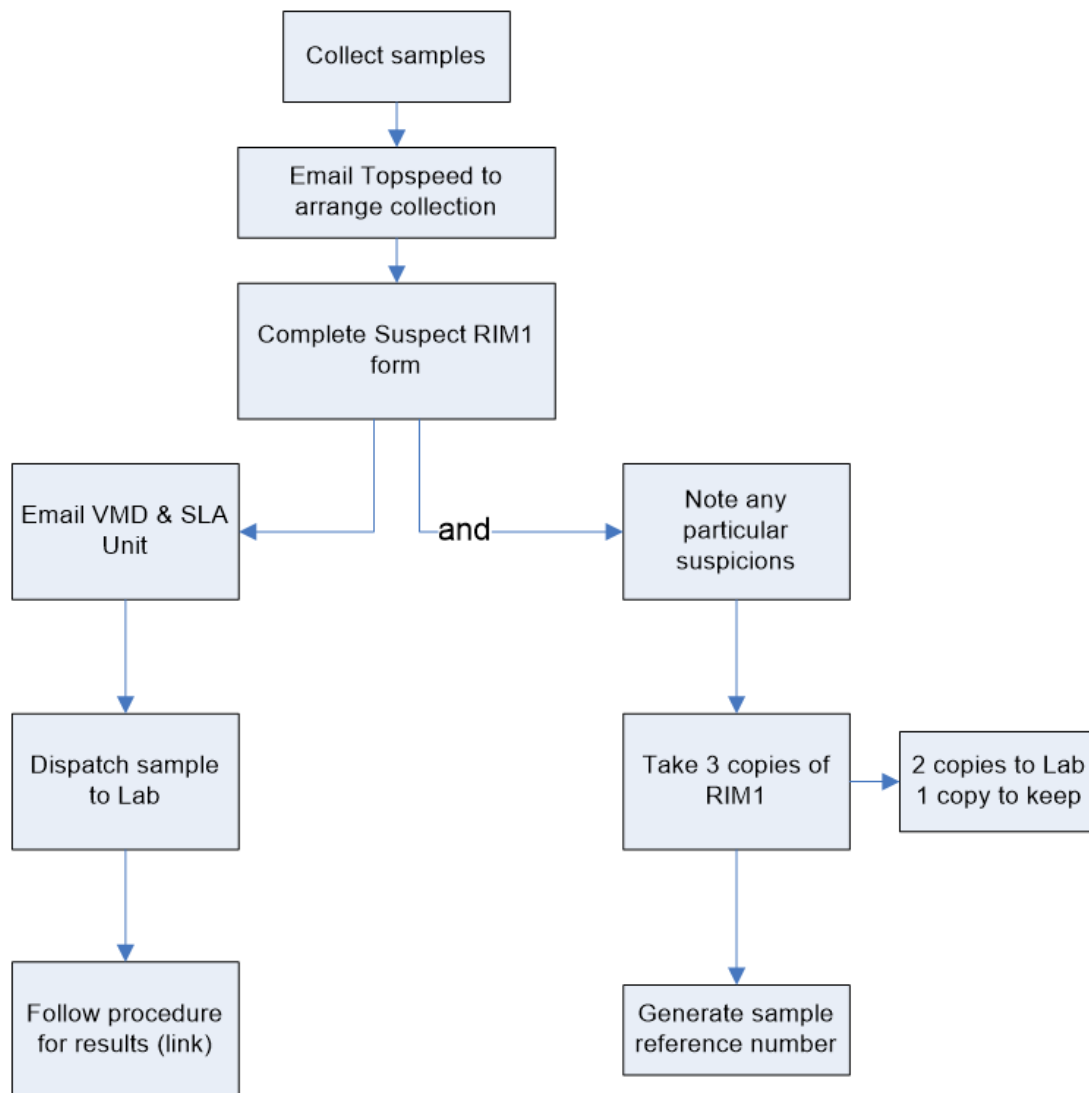 Collect samples
Email Topspeed to
arrange collection
Complete Suspect RIM1
form
Email VMD & SLA
Unit
and
Note any
particular
suspicions
Dispatch sample
to Lab
Take 3 copies of
RIM1
2 copies to Lab
1 copy to keep
Follow procedure
for results (link)
Generate sample
reference number